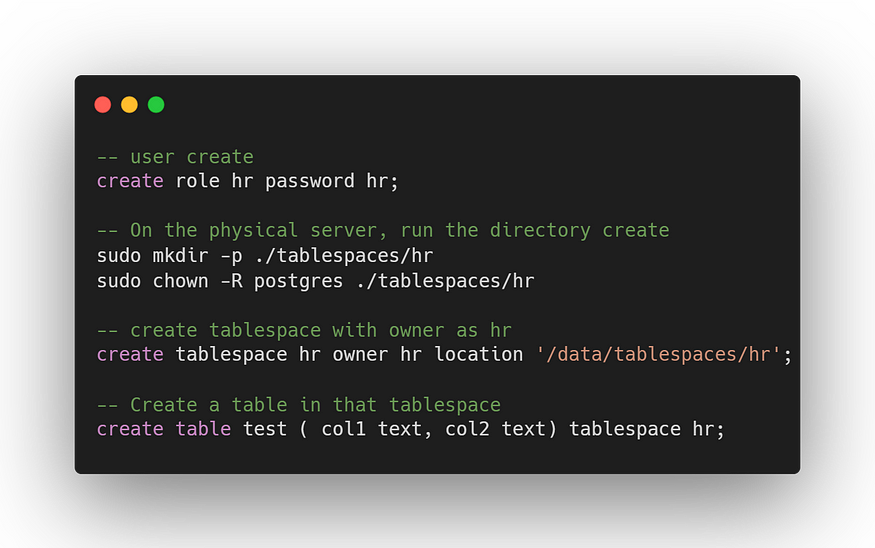 -- user create
create role hr password hr;
-- On the physical server, run the directory create
sudo mkdir -p ./tablespaces/hr
sudo chown -R postgres ./tablespaces/hr
-- create tablespace with owner as hr
create tablespace hr owner hr location '/data/tablespaces/hr';
-- Create a table in that tablespace
create table test ( col1 text, col2 text) tablespace hr;